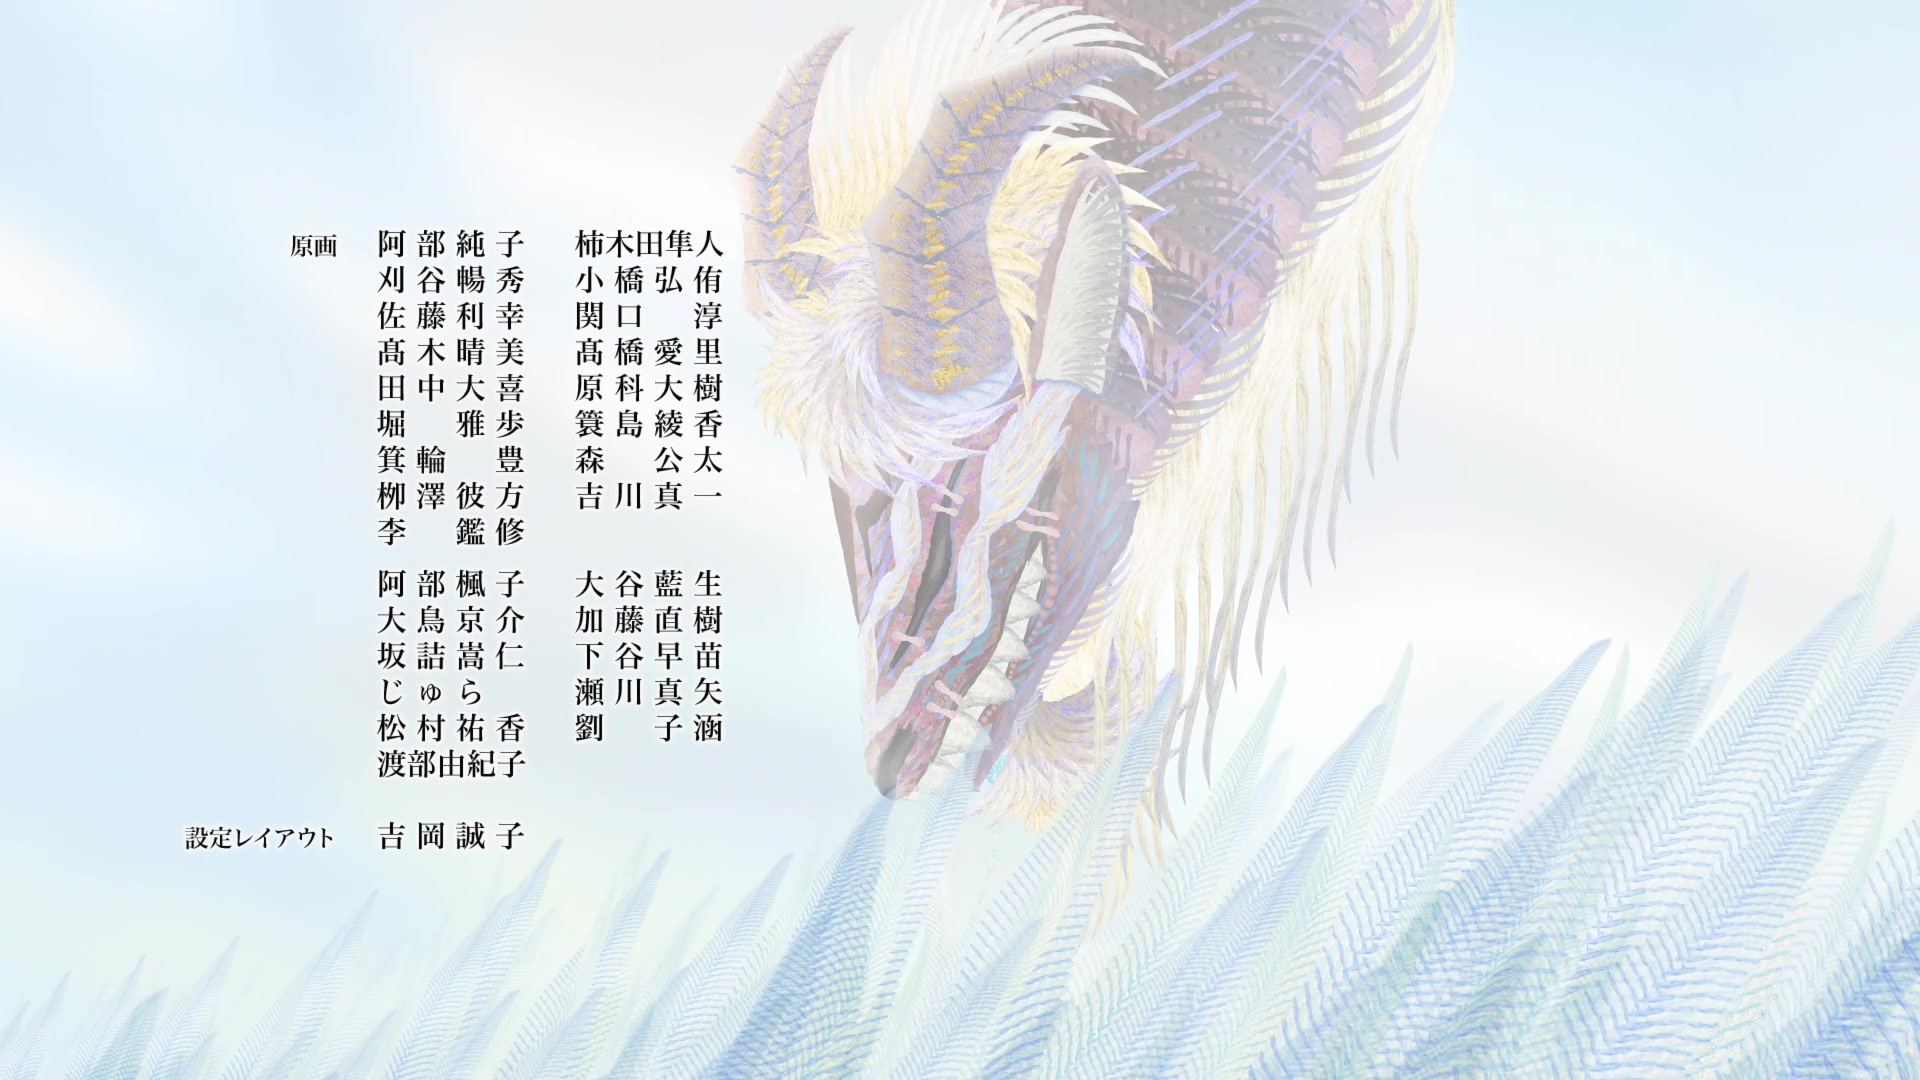 原画 阿部純子 柿木田隼人
刈谷暢秀 小橋弘侑
佐藤利幸 関口淳
髙木晴美 髙橋愛里
田中大喜 原科大樹
堀雅歩 簑島綾香
箕輪豊 森公太
栁澤彼方 吉川真一
李鑑修
阿部楓子 大谷藍生
大鳥京介 加藤直樹
坂詰嵩仁 下谷早苗
じゅら 瀬川真矢
松村祐香 劉子涵
渡部由紀子
設定レイアウト 吉岡誠子